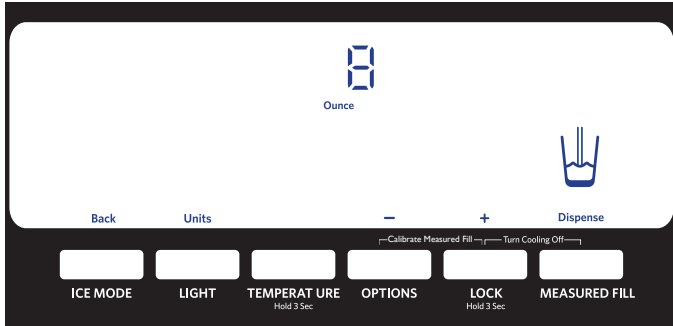 8
Ounce
Back Units − + Dispense
Calibrate Measured Fill Turn Cooling Off
ICE MODE LIGHT TEMPERAT URE OPTIONS LOCK MEASURED FILL
Hold 3 Sec Hold 3 Sec